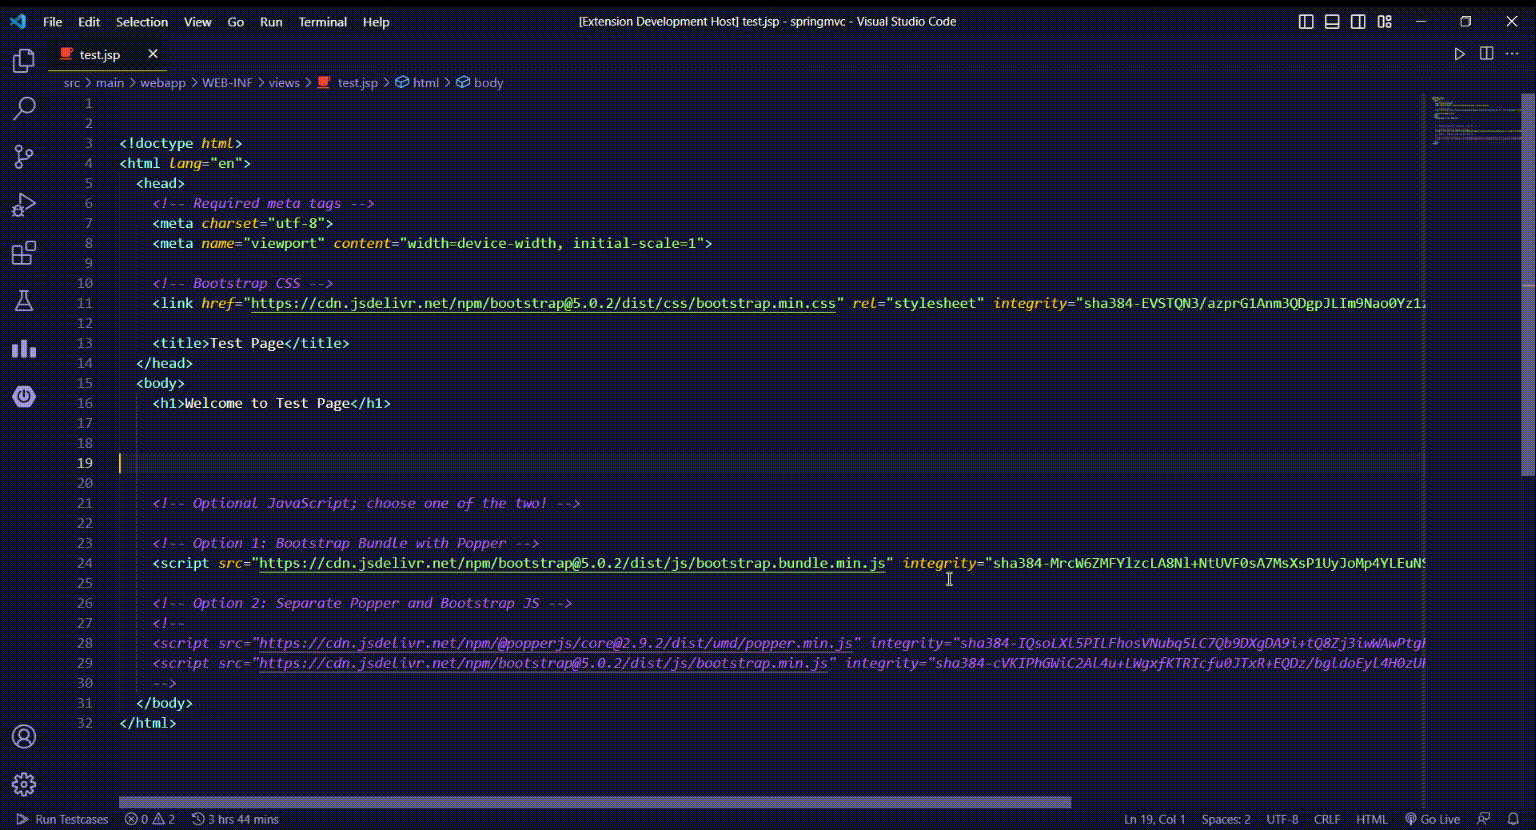 File Edit Selection View Go Run Terminal Help [Extension Development Host] test.jsp - springmvc - Visual Studio Code
test.jsp
src > main > webapp > WEB-INF > views > test.jsp > html > body
1
2
3 <!doctype html>
4 <html lang="en">
5 <head>
6 <!-- Required meta tags -->
7 <meta charset="utf-8">
8 <meta name="viewport" content="width=device-width, initial-scale=1">
9
10 <!-- Bootstrap CSS -->
11 <link href="https://cdn.jsdelivr.net/npm/bootstrap@5.0.2/dist/css/bootstrap.min.css" rel="stylesheet" integrity="sha384-EVSTQN3/azprG1Anm3QDgpJLIm9Nao0Yz1z
12
13 <title>Test Page</title>
14 </head>
15 <body>
16 <h1>Welcome to Test Page</h1>
17
18
19
20
21 <!-- Optional JavaScript; choose one of the two! -->
22
23 <!-- Option 1: Bootstrap Bundle with Popper -->
24 <script src="https://cdn.jsdelivr.net/npm/bootstrap@5.0.2/dist/js/bootstrap.bundle.min.js" integrity="sha384-MrcW6ZMFYlzcLA8Nl+NtUVF0sA7MsXsP1UyJoMp4YLEuNS
25
26 <!-- Option 2: Separate Popper and Bootstrap JS -->
27 <!--
28 <script src="https://cdn.jsdelivr.net/npm/@popperjs/core@2.9.2/dist/umd/popper.min.js" integrity="sha384-IQsoLXl5PILFhosVNubq5LC7Qb9DXgDA9i+tQ8Zj3iwWAwPtg
29 <script src="https://cdn.jsdelivr.net/npm/bootstrap@5.0.2/dist/js/bootstrap.min.js" integrity="sha384-cVKIPhGWiC2Al4u+LWgxfKTRIcfu0JTxR+EQDz/bgldoEyl4H0zU
30 -->
31 </body>
32 </html>
Run Testcases 0 2 3 hrs 44 mins Ln 19, Col 1 Spaces: 2 UTF-8 CRLF HTML Go Live